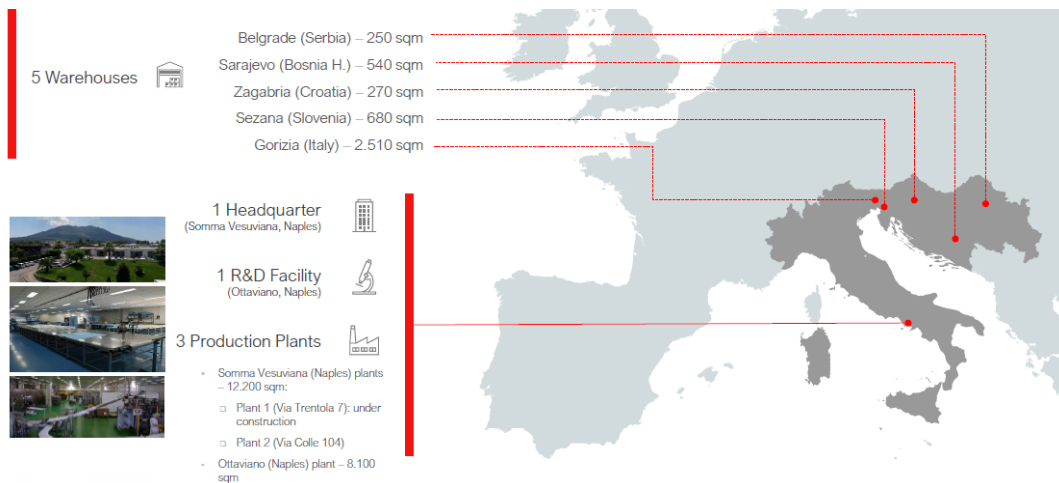 Belgrade (Serbia) – 250 sqm
5 Warehouses
Sarajevo (Bosnia H.) – 540 sqm
Zagabria (Croatia) – 270 sqm
Sezana (Slovenia) – 680 sqm
Gorizia (Italy) – 2.510 sqm
1 Headquarter
(Somma Vesuviana, Naples)
1 R&D Facility
(Ottaviano, Naples)
3 Production Plants
- Somma Vesuviana (Naples) plants
– 12.200 sqm:
□ Plant 1 (Via Trentola 7): under
construction
□ Plant 2 (Via Colle 104)
- Ottaviano (Naples) plant – 8.100
sqm